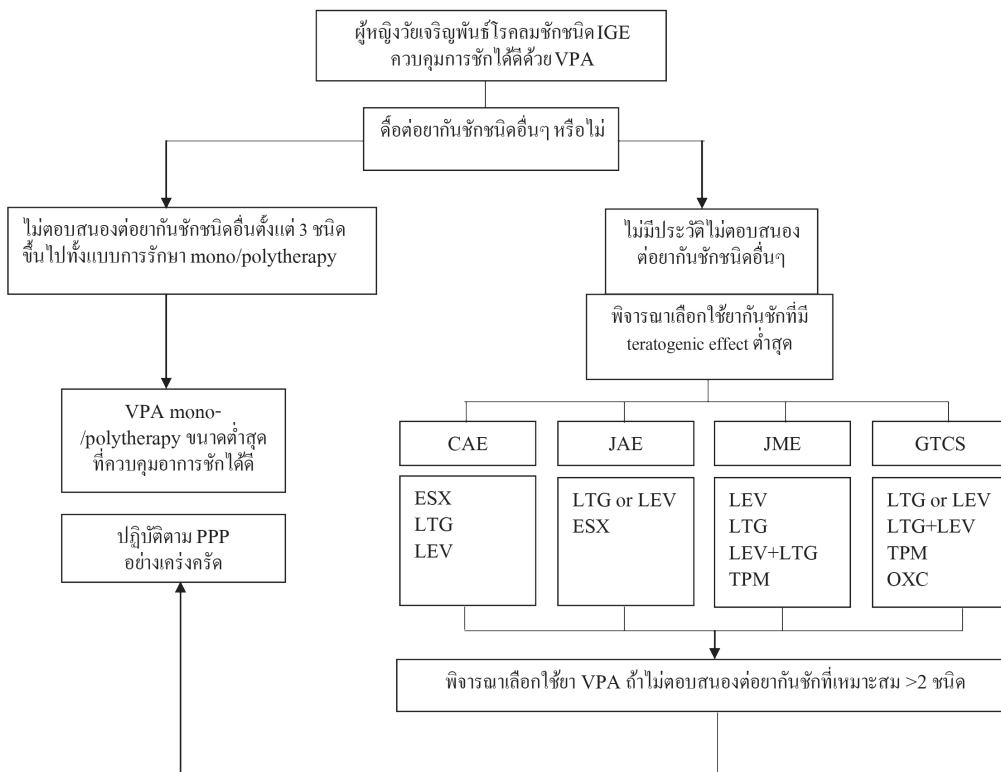 ผู้หญิงวัยเจริญพันธ์โรคลมชักชนิด IGE
ควบคุมการชักได้ดีด้วย VPA
ดื้อต่อยากันชักชนิดอื่นๆ หรือไม่
ไม่ตอบสนองต่อยากันชักชนิดอื่นตั้งแต่ 3 ชนิด
ขึ้นไปทั้งแบบการรักษา mono/polytherapy
VPA mono-
/polytherapy ขนาดต่ำสุด
ที่ควบคุมอาการชักได้ดี
ปฏิบัติตาม PPP
อย่างเคร่งครัด
ไม่มีประวัติไม่ตอบสนอง
ต่อยากันชักชนิดอื่นๆ
พิจารณาเลือกใช้ยากันชักที่มี
teratogenic effect ต่ำสุด
CAE
ESX
LTG
LEV
JAE
LTG or LEV
ESX
JME
LEV
LTG
LEV+LTG
TPM
GTCS
LTG or LEV
LTG+LEV
TPM
OXC
พิจารณาเลือกใช้ยา VPA ถ้าไม่ตอบสนองต่อยากันชักที่เหมาะสม >2 ชนิด